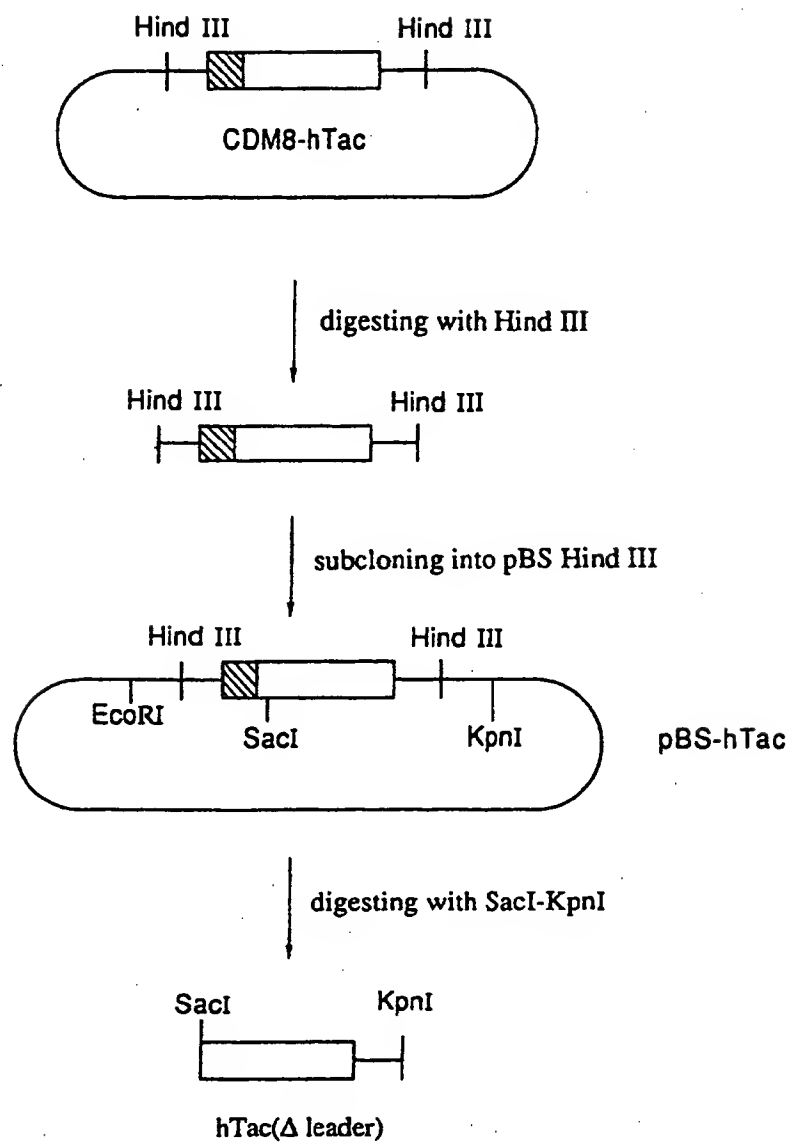 Hind III Hind III
CDM8-hTac
digesting with Hind III
Hind III Hind III
subcloning into pBS Hind III
Hind III Hind III
EcoRI SacI KpnI pBS-hTac
digesting with SacI-KpnI
SacI KpnI
hTac(Δ leader)